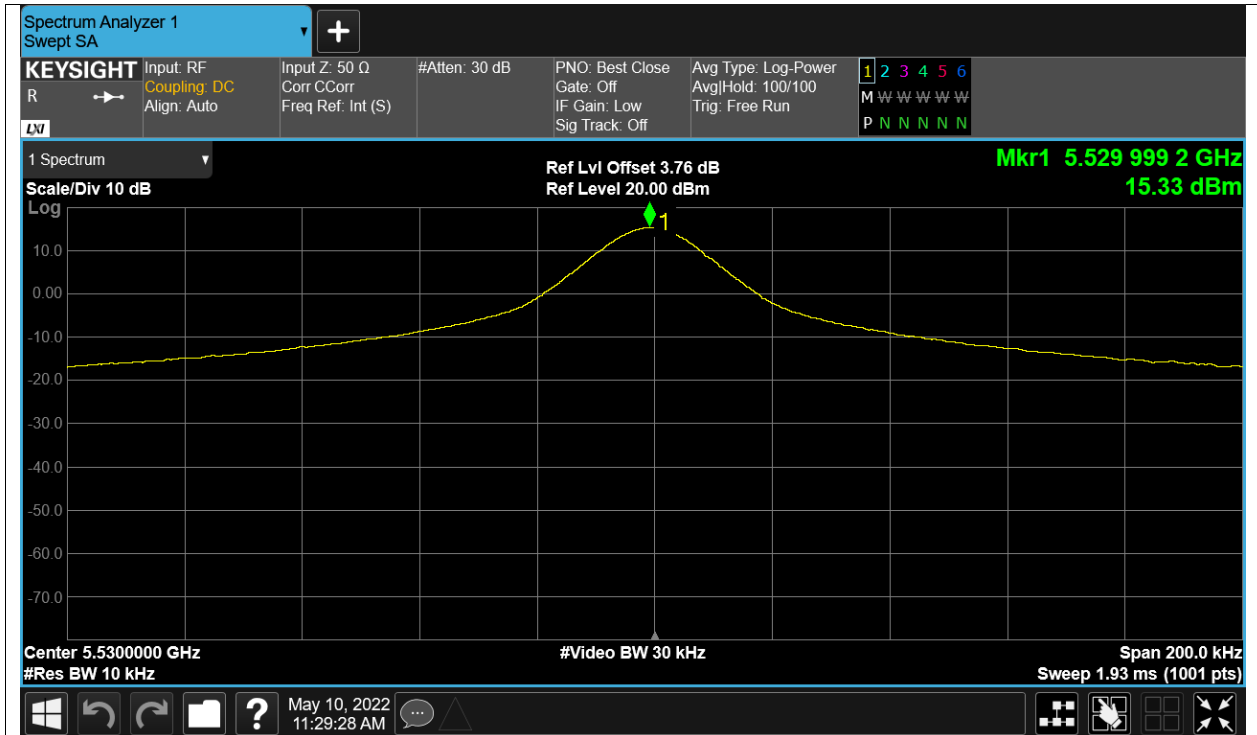 Spectrum Analyzer 1
Swept SA
KEYSIGHT
R
LXI
Input: RF
Coupling: DC
Align: Auto
Input Z: 50 Ω
Corr CCorr
Freq Ref: Int (S)
#Atten: 30 dB
PNO: Best Close
Gate: Off
IF Gain: Low
Sig Track: Off
Avg Type: Log-Power
Avg|Hold: 100/100
Trig: Free Run
1 2 3 4 5 6
M W W W W W
P N N N N N
1 Spectrum
Scale/Div 10 dB
Log
Ref Lvl Offset 3.76 dB
Ref Level 20.00 dBm
Mkr1 5.529 999 2 GHz
15.33 dBm
1
10.0
0.00
-10.0
-20.0
-30.0
-40.0
-50.0
-60.0
-70.0
Center 5.5300000 GHz
#Video BW 30 kHz
Span 200.0 kHz
#Res BW 10 kHz
Sweep 1.93 ms (1001 pts)
?
May 10, 2022
11:29:28 AM